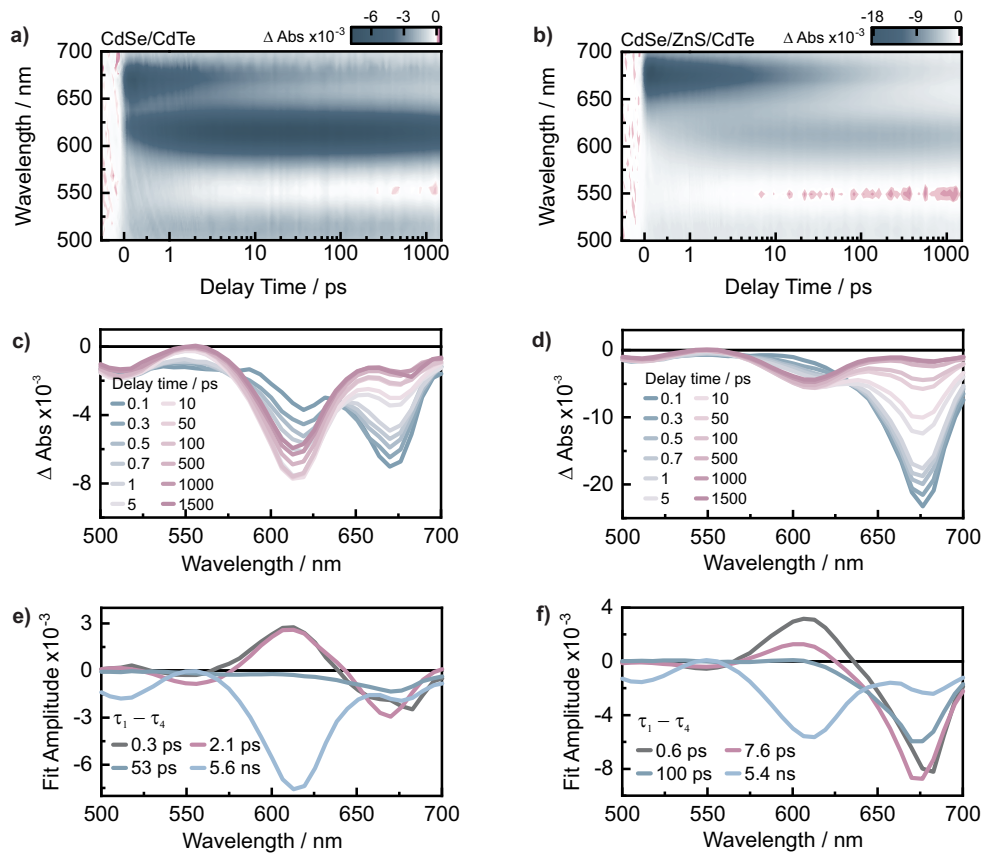 a) CdSe/CdTe Δ Abs x10⁻³ -6 -3 0
700
650
600
550
500
Wavelength / nm
0 1 10 100 1000
Delay Time / ps
b) CdSe/ZnS/CdTe Δ Abs x10⁻³ -18 -9 0
700
650
600
550
500
Wavelength / nm
0 1 10 100 1000
Delay Time / ps
c)
0
-4
-8
Δ Abs x10⁻³
Delay time / ps
0.1 10
0.3 50
0.5 100
0.7 500
1 1000
5 1500
500 550 600 650 700
Wavelength / nm
d)
0
-10
-20
Δ Abs x10⁻³
Delay time / ps
0.1 10
0.3 50
0.5 100
0.7 500
1 1000
5 1500
500 550 600 650 700
Wavelength / nm
e)
3
0
-3
-6
Fit Amplitude x10⁻³
τ₁ – τ₄
0.3 ps 2.1 ps
53 ps 5.6 ns
500 550 600 650 700
Wavelength / nm
f)
4
0
-4
-8
Fit Amplitude x10⁻³
τ₁ – τ₄
0.6 ps 7.6 ps
100 ps 5.4 ns
500 550 600 650 700
Wavelength / nm